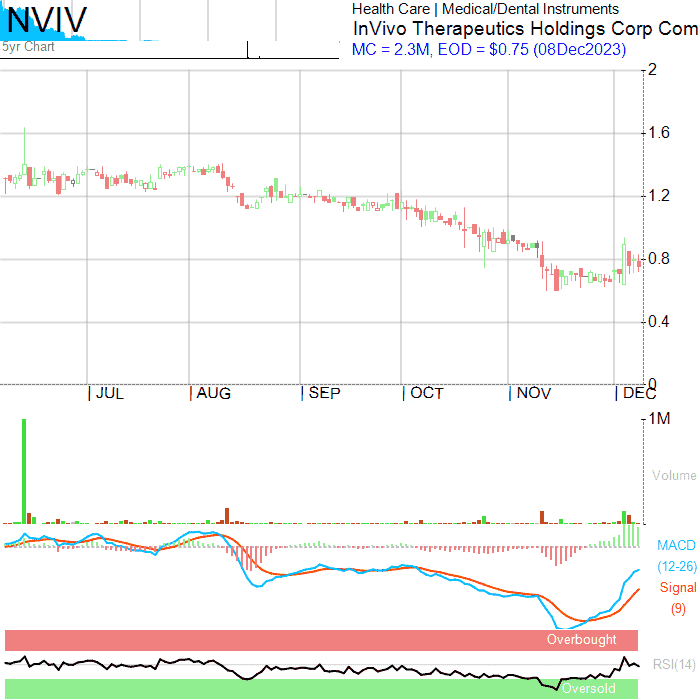 NVIV
5yr Chart
Health Care | Medical/Dental Instruments
InVivo Therapeutics Holdings Corp Com
MC = 2.3M, EOD = $0.75 (08Dec2023)
2
1.6
1.2
0.8
0.4
0
JUL AUG SEP OCT NOV DEC
1M
Volume
MACD
(12-26)
Signal
(9)
Overbought
RSI(14)
Oversold